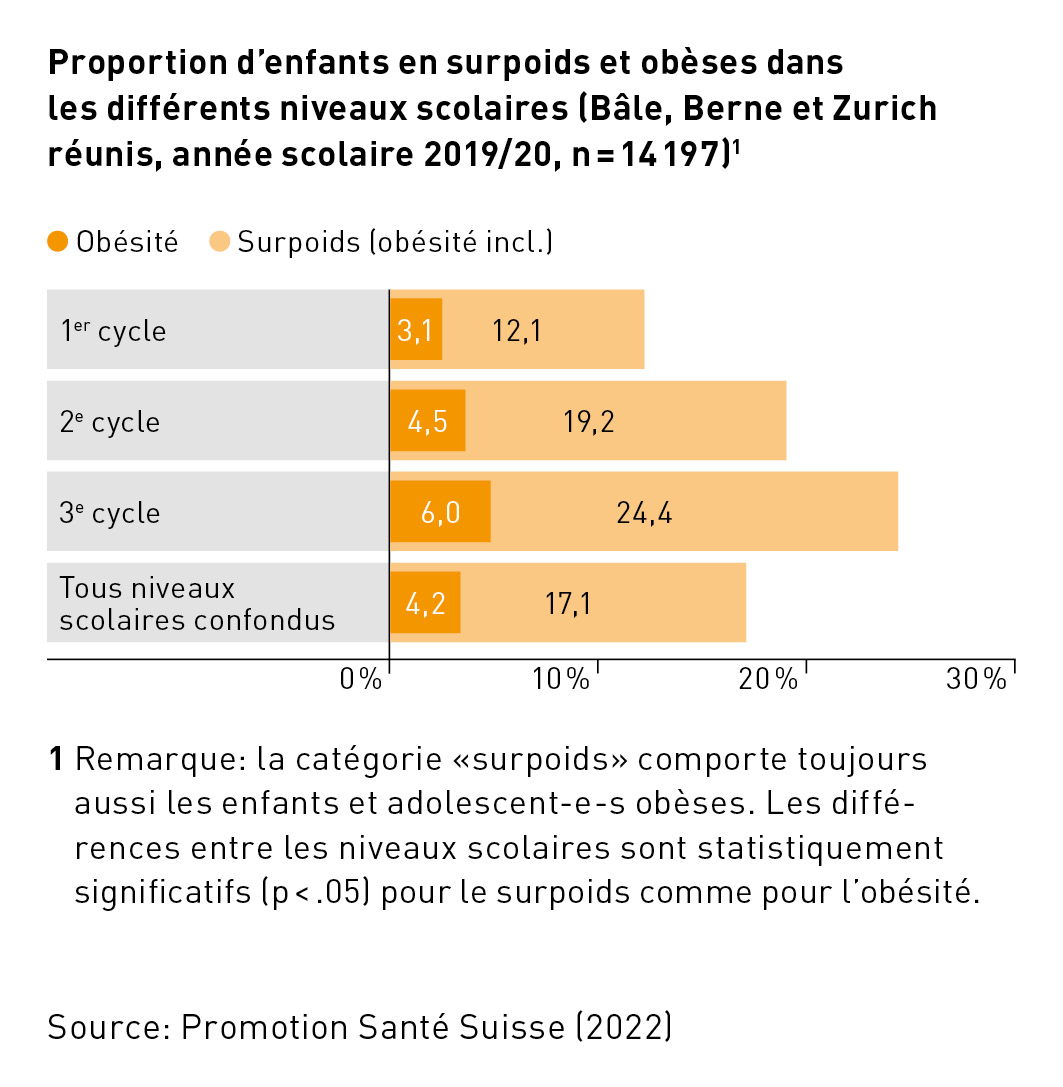 Proportion d’enfants en surpoids et obèses dans
les différents niveaux scolaires (Bâle, Berne et Zurich
réunis, année scolaire 2019/20, n = 14 197)¹
Obésité Surpoids (obésité incl.)
1er cycle 3,1 12,1
2e cycle 4,5 19,2
3e cycle 6,0 24,4
Tous niveaux
scolaires confondus 4,2 17,1
0 % 10 % 20 % 30 %
1 Remarque: la catégorie «surpoids» comporte toujours
aussi les enfants et adolescent-e-s obèses. Les diffé-
rences entre les niveaux scolaires sont statistiquement
significatifs (p < .05) pour le surpoids comme pour l’obésité.
Source: Promotion Santé Suisse (2022)